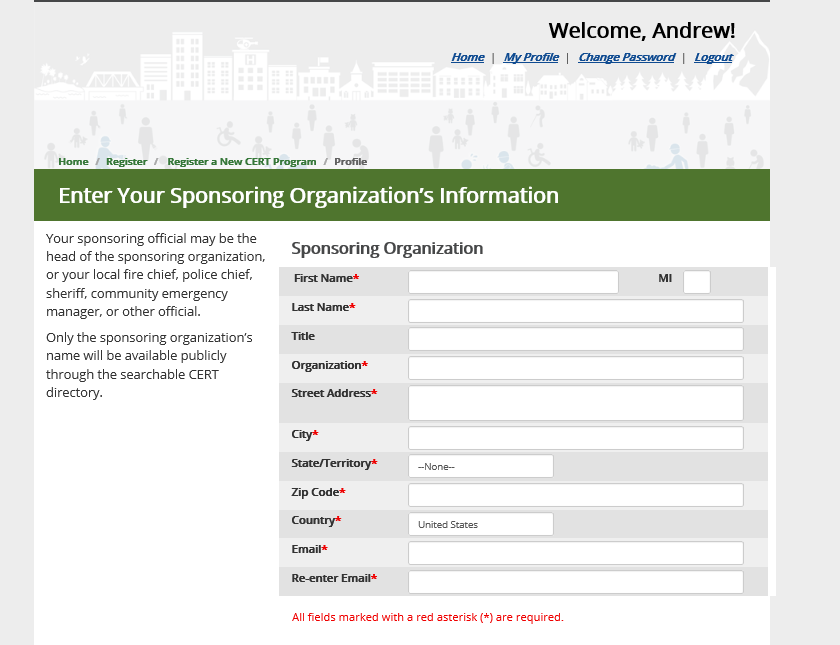 Welcome, Andrew!
Home | My Profile | Change Password | Logout
Home / Register / Register a New CERT Program / Profile
Enter Your Sponsoring Organization's Information
Your sponsoring official may be the
head of the sponsoring organization,
or your local fire chief, police chief,
sheriff, community emergency
manager, or other official.
Only the sponsoring organization's
name will be available publicly
through the searchable CERT
directory.
Sponsoring Organization
First Name* MI
Last Name*
Title
Organization*
Street Address*
City*
State/Territory* --None--
Zip Code*
Country* United States
Email*
Re-enter Email*
All fields marked with a red asterisk (*) are required.